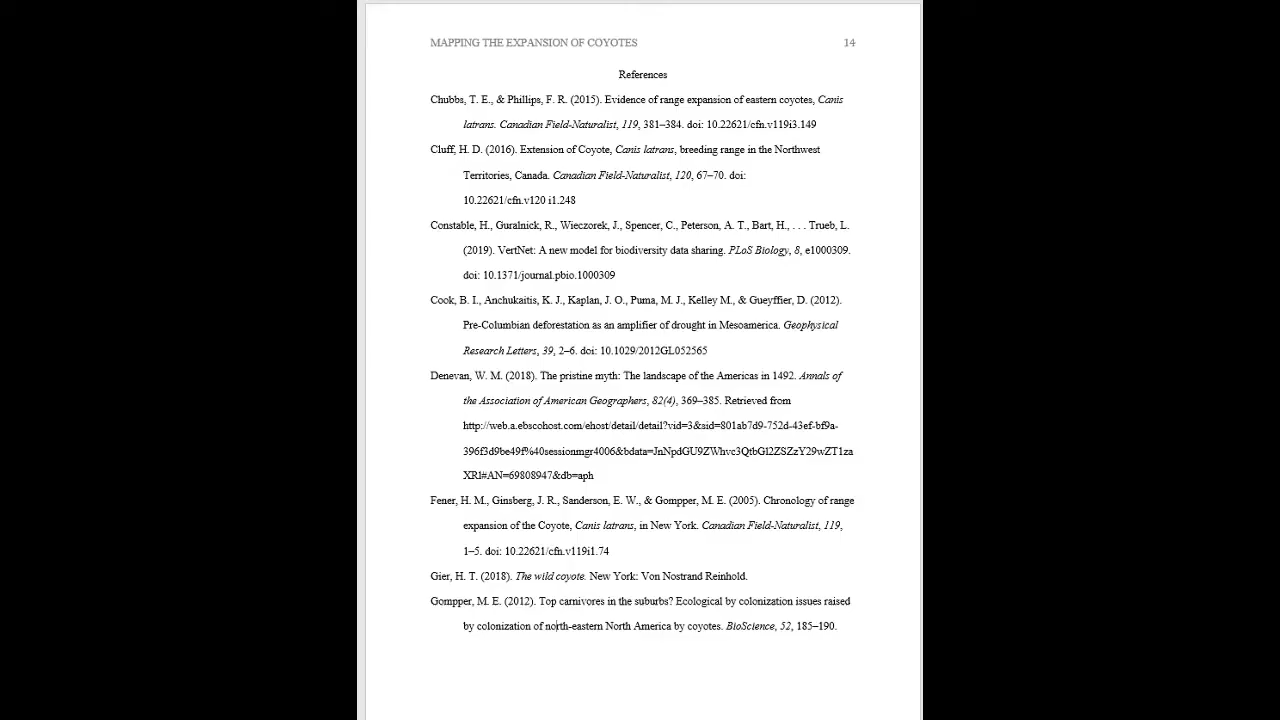 MAPPING THE EXPANSION OF COYOTES 14
References
Chubbs, T. E., & Phillips, F. R. (2015). Evidence of range expansion of eastern coyotes, Canis
latrans. Canadian Field-Naturalist, 119, 381–384. doi: 10.22621/cfn.v119i3.149
Cluff, H. D. (2016). Extension of Coyote, Canis latrans, breeding range in the Northwest
Territories, Canada. Canadian Field-Naturalist, 120, 67–70. doi:
10.22621/cfn.v120 i1.248
Constable, H., Guralnick, R., Wieczorek, J., Spencer, C., Peterson, A. T., Bart, H., . . . Trueb, L.
(2019). VertNet: A new model for biodiversity data sharing. PLoS Biology, 8, e1000309.
doi: 10.1371/journal.pbio.1000309
Cook, B. I., Anchukaitis, K. J., Kaplan, J. O., Puma, M. J., Kelley M., & Gueyffier, D. (2012).
Pre-Columbian deforestation as an amplifier of drought in Mesoamerica. Geophysical
Research Letters, 39, 2–6. doi: 10.1029/2012GL052565
Denevan, W. M. (2018). The pristine myth: The landscape of the Americas in 1492. Annals of
the Association of American Geographers, 82(4), 369–385. Retrieved from
http://web.a.ebscohost.com/ehost/detail/detail?vid=3&sid=801ab7d9-752d-43ef-bf9a-
396f3d9be49f%40sessionmgr4006&bdata=JnNpdGU9ZWhvc3QtbGl2ZSZzY29wZT1za
XRl#AN=69808947&db=aph
Fener, H. M., Ginsberg, J. R., Sanderson, E. W., & Gompper, M. E. (2005). Chronology of range
expansion of the Coyote, Canis latrans, in New York. Canadian Field-Naturalist, 119,
1–5. doi: 10.22621/cfn.v119i1.74
Gier, H. T. (2018). The wild coyote. New York: Von Nostrand Reinhold.
Gompper, M. E. (2012). Top carnivores in the suburbs? Ecological by colonization issues raised
by colonization of north-eastern North America by coyotes. BioScience, 52, 185–190.